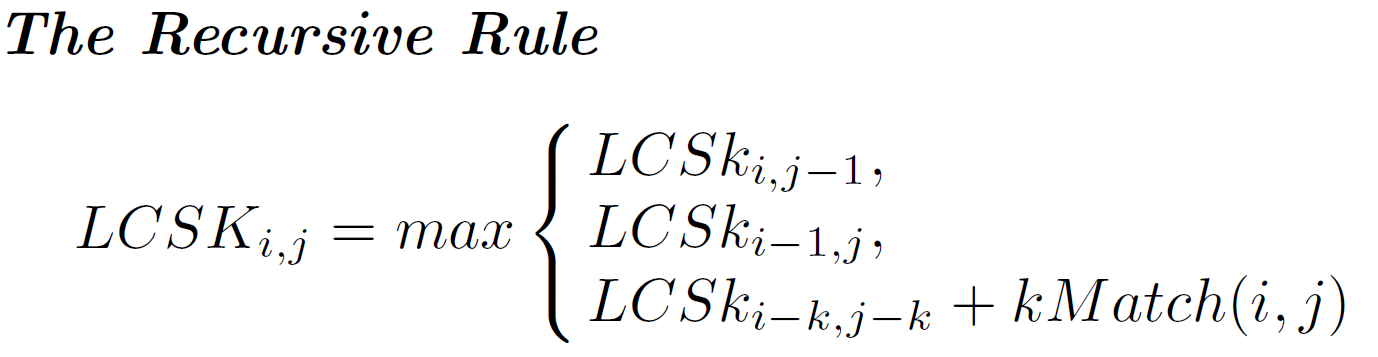 The Recursive Rule
LCSK_{i,j} = max { LCSk_{i,j−1},
LCSk_{i−1,j},
LCSk_{i−k,j−k} + kMatch(i, j)